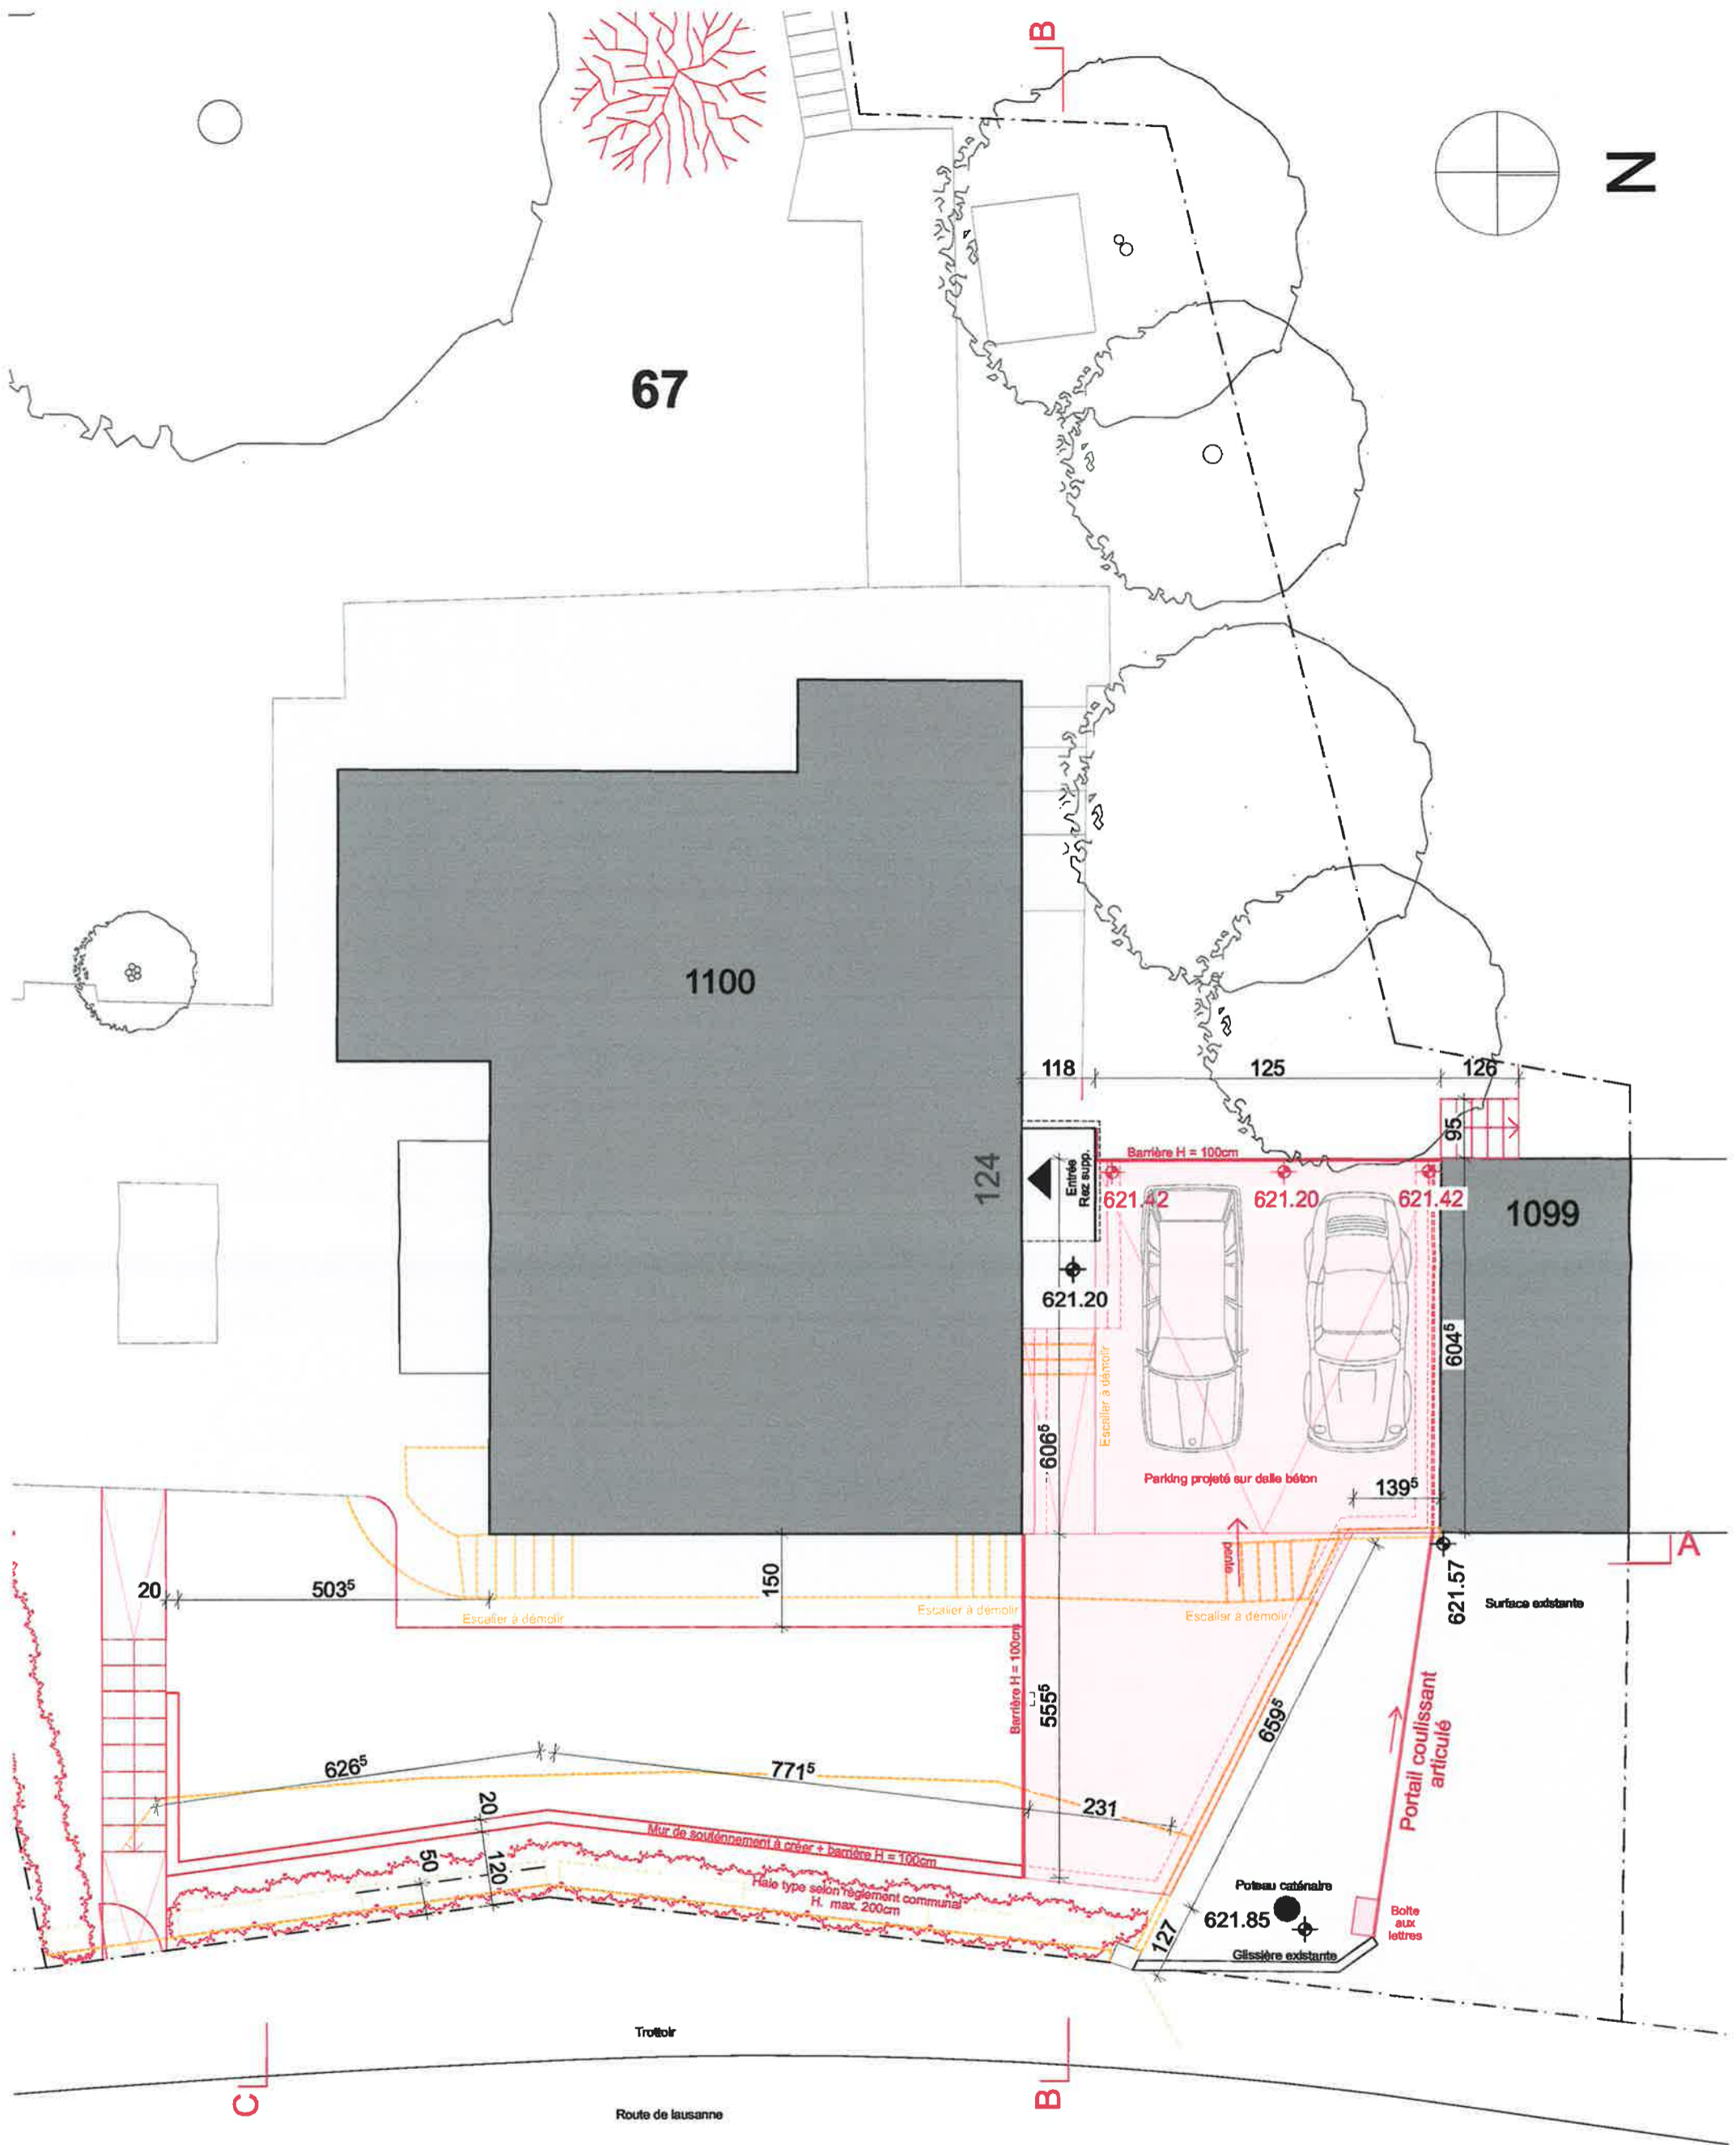 B
N
67
1100
118
125
126
95
124
Entrée
Rez supp.
Barrière H = 100cm
621.42
621.20
621.42
1099
621.20
Escalier à démolir
604⁵
606⁵
Parking projeté sur dalle béton
139⁵
pente
A
20
503⁵
150
621.57
Surface existante
Escalier à démolir
Escalier à démolir
Escalier à démolir
Barrière H = 100cm
555⁵
659⁵
Portail coulissant
articulé
626⁵
771⁵
231
20
Mur de souténnement à créer + barrière H = 100cm
50
120
Haie type selon règlement communal
H. max. 200cm
Poteau caténaire
621.85
Boite
aux
lettres
127
Glissière existante
Trottoir
C
B
Route de lausanne